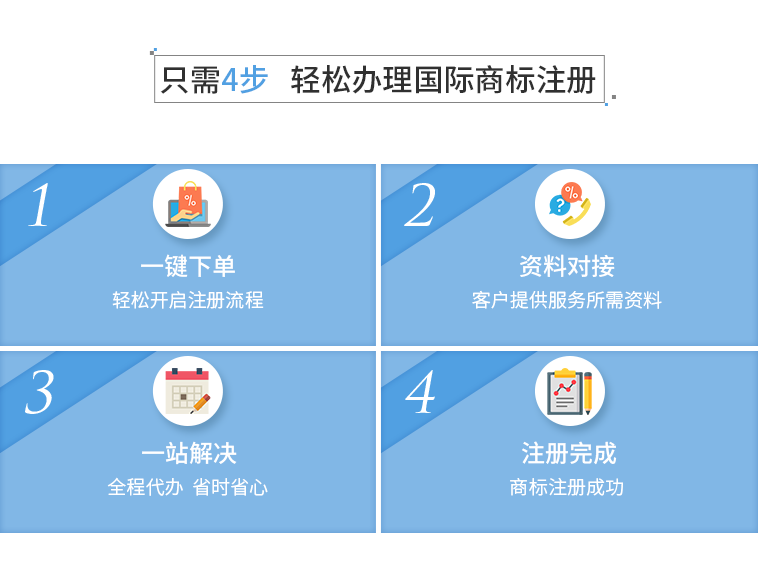 只需4步 轻松办理国际商标注册
1
%
一键下单
轻松开启注册流程
2
%
?
资料对接
客户提供服务所需资料
3
一站解决
全程代办 省时省心
4
注册完成
商标注册成功